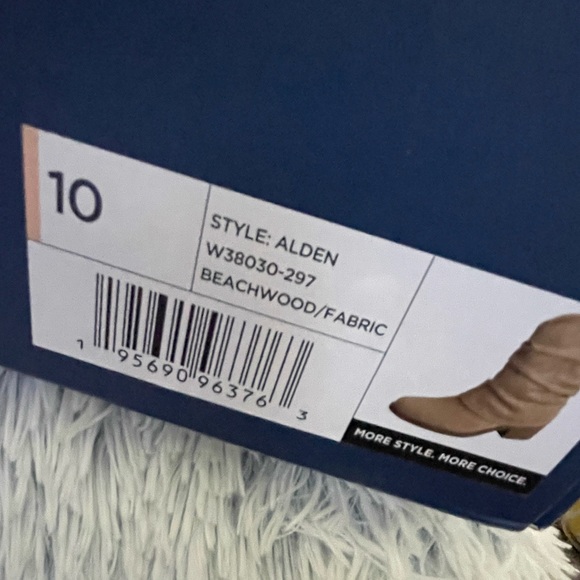 10
STYLE: ALDEN
W38030-297
BEACHWOOD/FABRIC
1 95690 96376 3
MORE STYLE. MORE CHOICE.